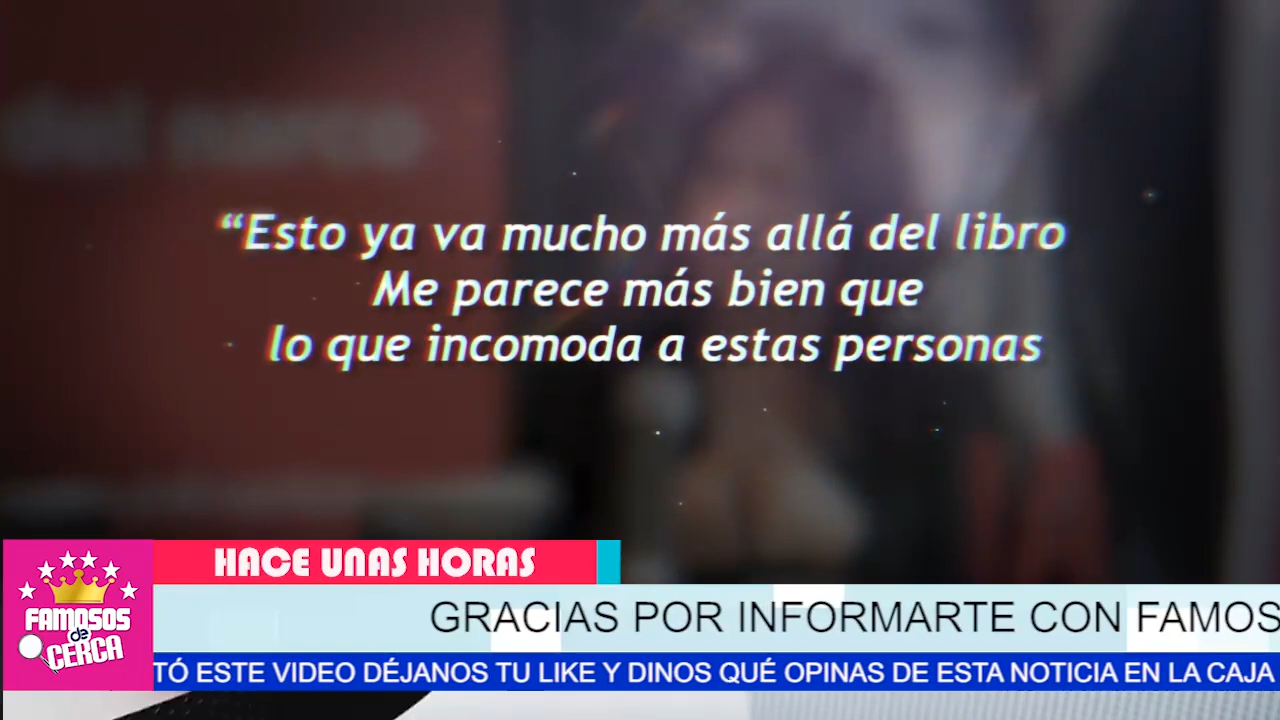 del narco
“Esto ya va mucho más allá del libro
Me parece más bien que
lo que incomoda a estas personas
HACE UNAS HORAS
FAMOSOS
de
CERCA
GRACIAS POR INFORMARTE CON FAMOS
TÓ ESTE VIDEO DÉJANOS TU LIKE Y DINOS QUÉ OPINAS DE ESTA NOTICIA EN LA CAJA